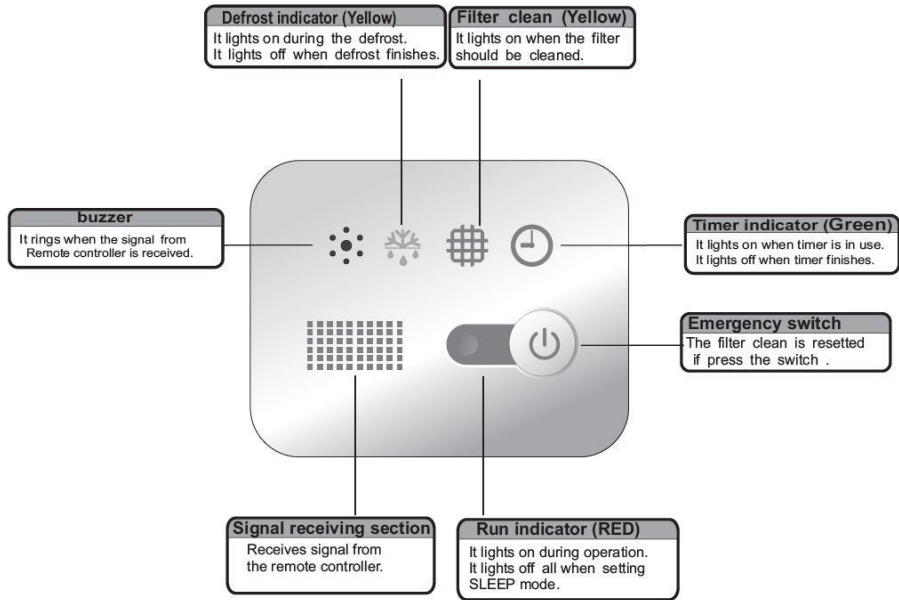 Defrost indicator (Yellow)
It lights on during the defrost.
It lights off when defrost finishes.
Filter clean (Yellow)
It lights on when the filter
should be cleaned.
buzzer
It rings when the signal from
Remote controller is received.
Timer indicator (Green)
It lights on when timer is in use.
It lights off when timer finishes.
Emergency switch
The filter clean is resetted
if press the switch .
Signal receiving section
Receives signal from
the remote controller.
Run indicator (RED)
It lights on during operation.
It lights off all when setting
SLEEP mode.